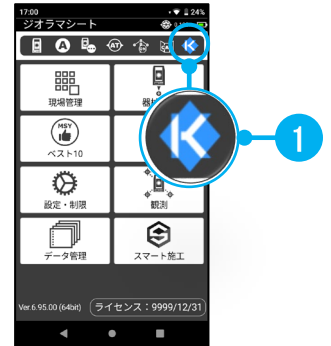 17:00 24%
ジオラマシート
A AT K
現場管理
MSY
ベスト10
設定・制限 観測
データ管理 スマート施工
Ver.6.95.00 (64bit) ライセンス：9999/12/31
K
1